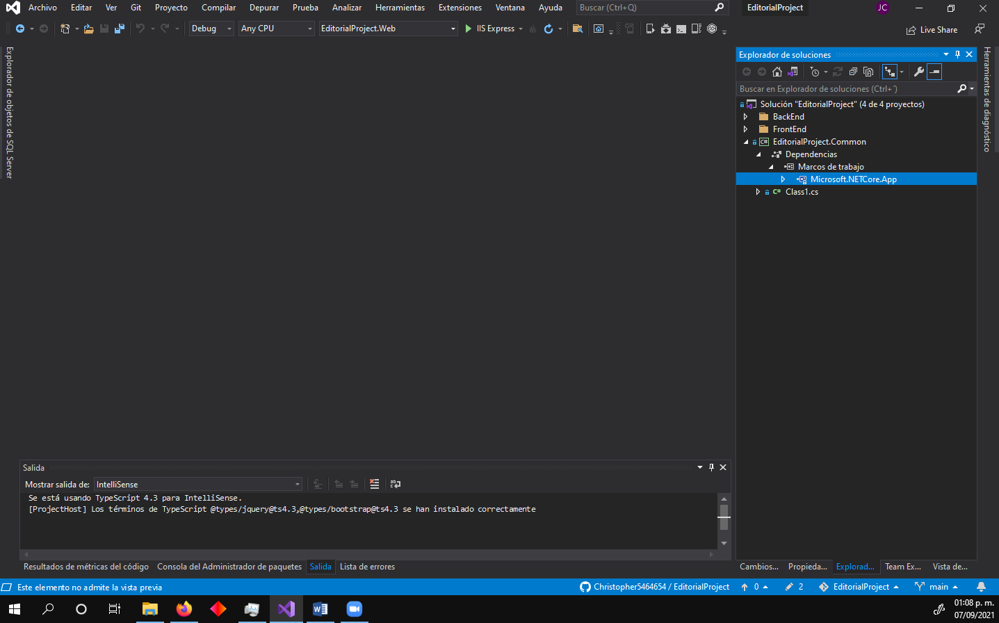 Archivo Editar Ver Git Proyecto Compilar Depurar Prueba Analizar Herramientas Extensiones Ventana Ayuda Buscar (Ctrl+Q) EditorialProject JC
Debug Any CPU EditorialProject.Web IIS Express Live Share
Explorador de objetos de SQL Server
Explorador de soluciones
Buscar en Explorador de soluciones (Ctrl+´)
Solución "EditorialProject" (4 de 4 proyectos)
BackEnd
FrontEnd
C# EditorialProject.Common
Dependencias
Marcos de trabajo
Microsoft.NETCore.App
C# Class1.cs
Herramientas de diagnóstico
Salida
Mostrar salida de: IntelliSense
Se está usando TypeScript 4.3 para IntelliSense.
[ProjectHost] Los términos de TypeScript @types/jquery@ts4.3,@types/bootstrap@ts4.3 se han instalado correctamente
Resultados de métricas del código Consola del Administrador de paquetes Salida Lista de errores
Cambios... Propieda... Explorad... Team Ex... Vista de...
Este elemento no admite la vista previa Christopher5464654 / EditorialProject 0 2 EditorialProject main
01:08 p. m.
07/09/2021